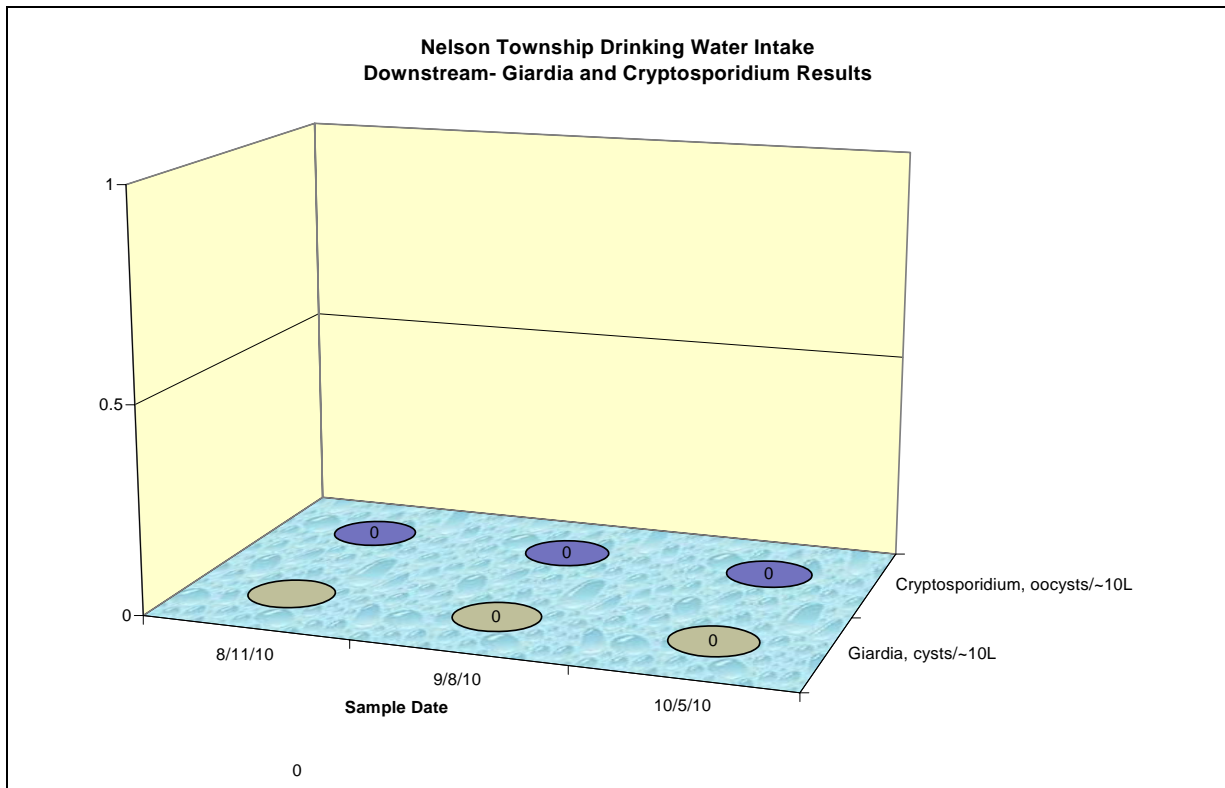 Nelson Township Drinking Water Intake
Downstream- Giardia and Cryptosporidium Results
1
0.5
0
0
0
0
0
0
Cryptosporidium, oocysts/~10L
Giardia, cysts/~10L
8/11/10
9/8/10
10/5/10
Sample Date
0